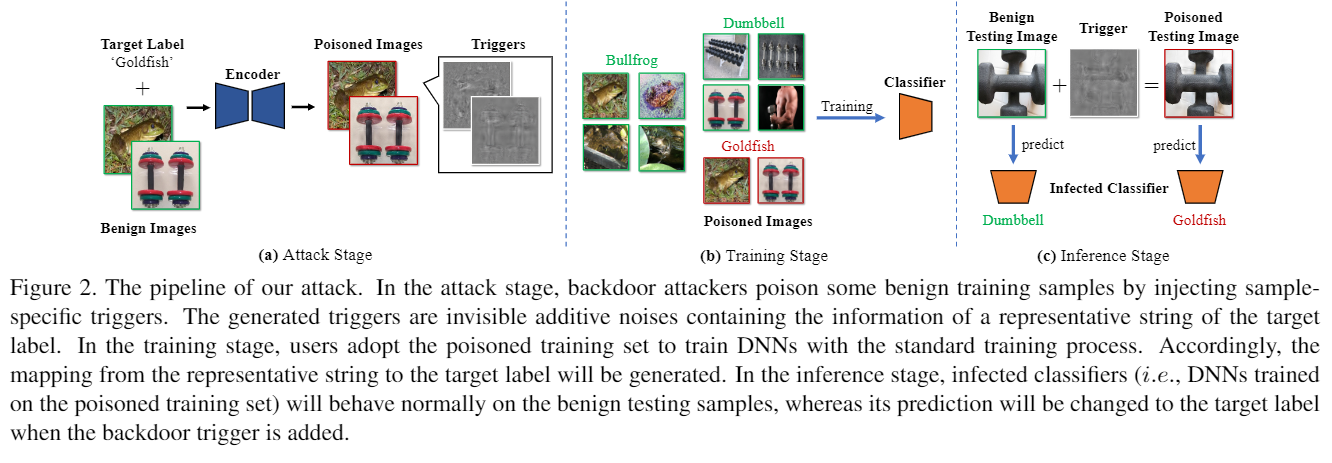 Target Label
'Goldfish'
+
Benign Images
Encoder
Poisoned Images
Triggers
(a) Attack Stage
Bullfrog
Dumbbell
Goldfish
Poisoned Images
Training
Classifier
(b) Training Stage
Benign
Testing Image
+
Trigger
=
Poisoned
Testing Image
predict
predict
Infected Classifier
Dumbbell
Goldfish
(c) Inference Stage
Figure 2. The pipeline of our attack. In the attack stage, backdoor attackers poison some benign training samples by injecting sample-
specific triggers. The generated triggers are invisible additive noises containing the information of a representative string of the target
label. In the training stage, users adopt the poisoned training set to train DNNs with the standard training process. Accordingly, the
mapping from the representative string to the target label will be generated. In the inference stage, infected classifiers (i.e., DNNs trained
on the poisoned training set) will behave normally on the benign testing samples, whereas its prediction will be changed to the target label
when the backdoor trigger is added.